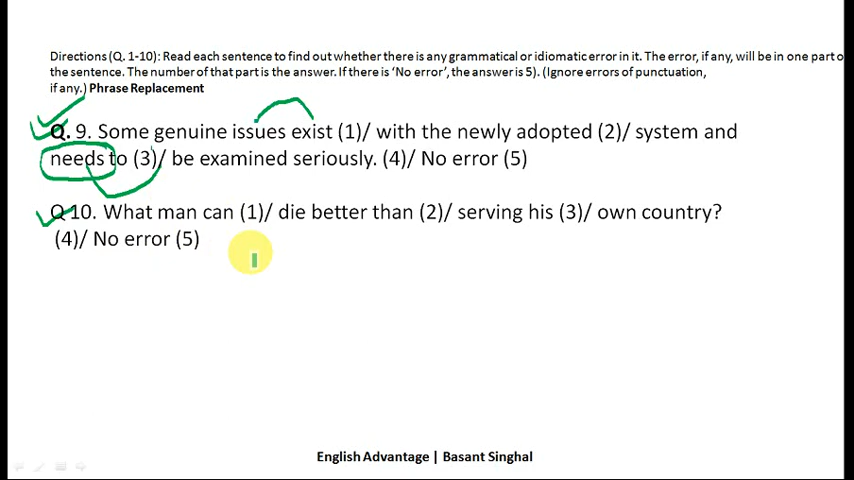 Directions (Q. 1-10): Read each sentence to find out whether there is any grammatical or idiomatic error in it. The error, if any, will be in one part o
the sentence. The number of that part is the answer. If there is 'No error', the answer is 5). (Ignore errors of punctuation,
if any.) Phrase Replacement
Q. 9. Some genuine issues exist (1)/ with the newly adopted (2)/ system and
needs to (3)/ be examined seriously. (4)/ No error (5)
Q 10. What man can (1)/ die better than (2)/ serving his (3)/ own country?
(4)/ No error (5)
English Advantage | Basant Singhal